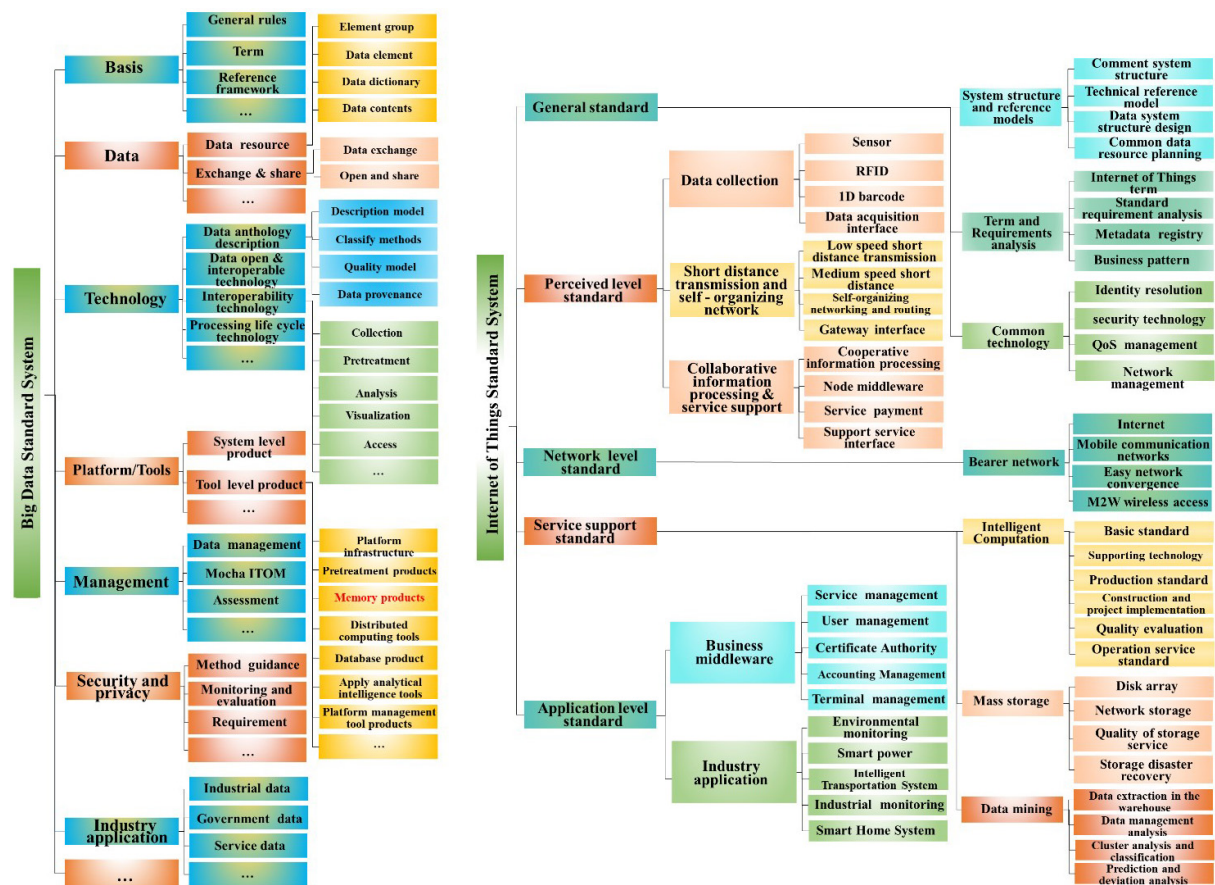 Big Data Standard System
Basis
General rules
Term
Reference
framework
…
Data
Data resource
Element group
Data element
Data dictionary
Data contents
Exchange & share
Data exchange
Open and share
…
Technology
Data anthology
description
Description model
Classify methods
Quality model
Data provenance
Data open &
interoperable technology
Interoperability
technology
Collection
Pretreatment
Analysis
Visualization
Access
…
Processing life cycle
technology
…
Platform/Tools
System level
product
Tool level product
Platform
infrastructure
Pretreatment products
Memory products
Distributed
computing tools
Database product
Apply analytical
intelligence tools
Platform management
tool products
…
…
Management
Data management
Mocha ITOM
Assessment
…
Security and
privacy
Method guidance
Monitoring and
evaluation
Requirement
…
Industry
application
Industrial data
Government data
Service data
…
…
Internet of Things Standard System
General standard
System structure
and reference
models
Comment system
structure
Technical reference
model
Data system
structure design
Common data
resource planning
Term and
Requirements
analysis
Internet of Things
term
Standard
requirement analysis
Metadata registry
Business pattern
Common
technology
Identity resolution
security technology
QoS management
Network
management
Perceived level
standard
Data collection
Sensor
RFID
1D barcode
Data acquisition
interface
Short distance
transmission and
self - organizing
network
Low speed short
distance transmission
Medium speed short
distance
Self-organizing
networking and routing
Gateway interface
Collaborative
information
processing &
service support
Cooperative
information processing
Node middleware
Service payment
Support service
interface
Network level
standard
Bearer network
Internet
Mobile communication
networks
Easy network
convergence
M2W wireless access
Service support
standard
Intelligent
Computation
Basic standard
Supporting technology
Production standard
Construction and
project implementation
Quality evaluation
Operation service
standard
Mass storage
Disk array
Network storage
Quality of storage
service
Storage disaster
recovery
Data mining
Data extraction in the
warehouse
Data management
analysis
Cluster analysis and
classification
Prediction and
deviation analysis
Application level
standard
Business
middleware
Service management
User management
Certificate Authority
Accounting Management
Terminal management
Industry
application
Environmental
monitoring
Smart power
Intelligent
Transportation System
Industrial monitoring
Smart Home System